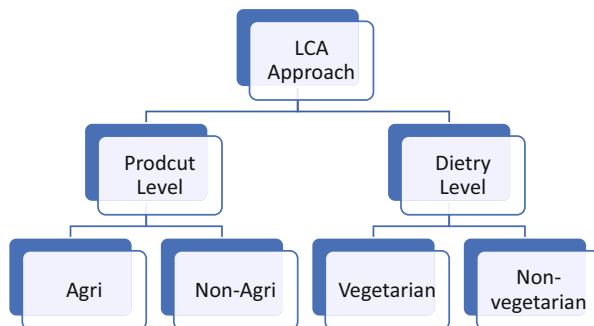 LCA
Approach
Prodcut
Level
Dietry
Level
Agri
Non-Agri
Vegetarian
Non-
vegetarian